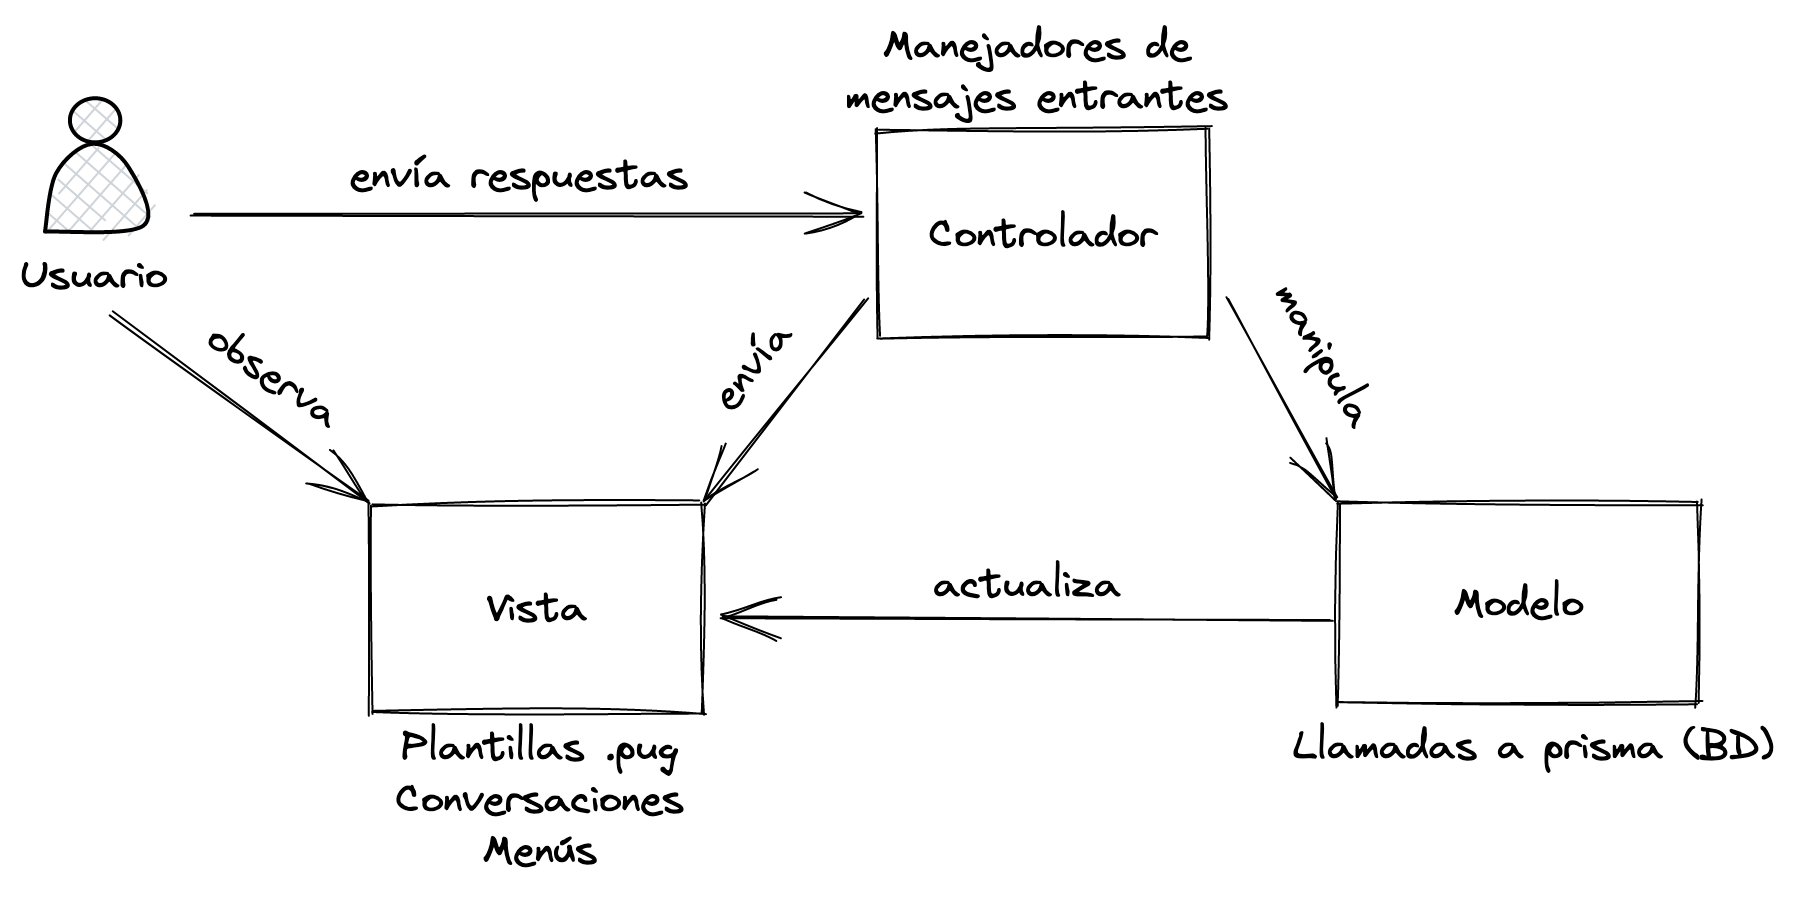 Manejadores de
mensajes entrantes
envía respuestas
Controlador
Usuario
observa
envía
manipula
actualiza
Vista
Modelo
Plantillas .pug
Conversaciones
Menús
Llamadas a prisma (BD)